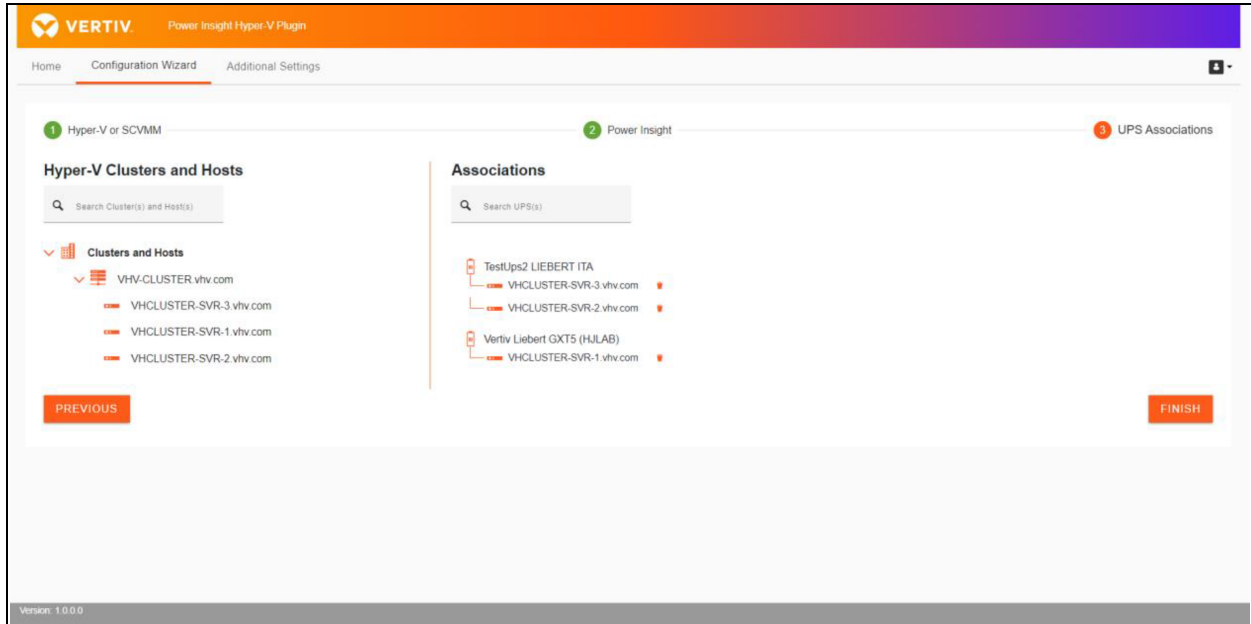 VERTIV. Power Insight Hyper-V Plugin
Home Configuration Wizard Additional Settings
1 Hyper-V or SCVMM 2 Power Insight 3 UPS Associations
Hyper-V Clusters and Hosts
Search Cluster(s) and Host(s)
Clusters and Hosts
VHV-CLUSTER.vhv.com
VHCLUSTER-SVR-3.vhv.com
VHCLUSTER-SVR-1.vhv.com
VHCLUSTER-SVR-2.vhv.com
Associations
Search UPS(s)
TestUps2 LIEBERT ITA
VHCLUSTER-SVR-3.vhv.com
VHCLUSTER-SVR-2.vhv.com
Vertiv Liebert GXT5 (HJLAB)
VHCLUSTER-SVR-1.vhv.com
PREVIOUS
FINISH
Version: 1.0.0.0